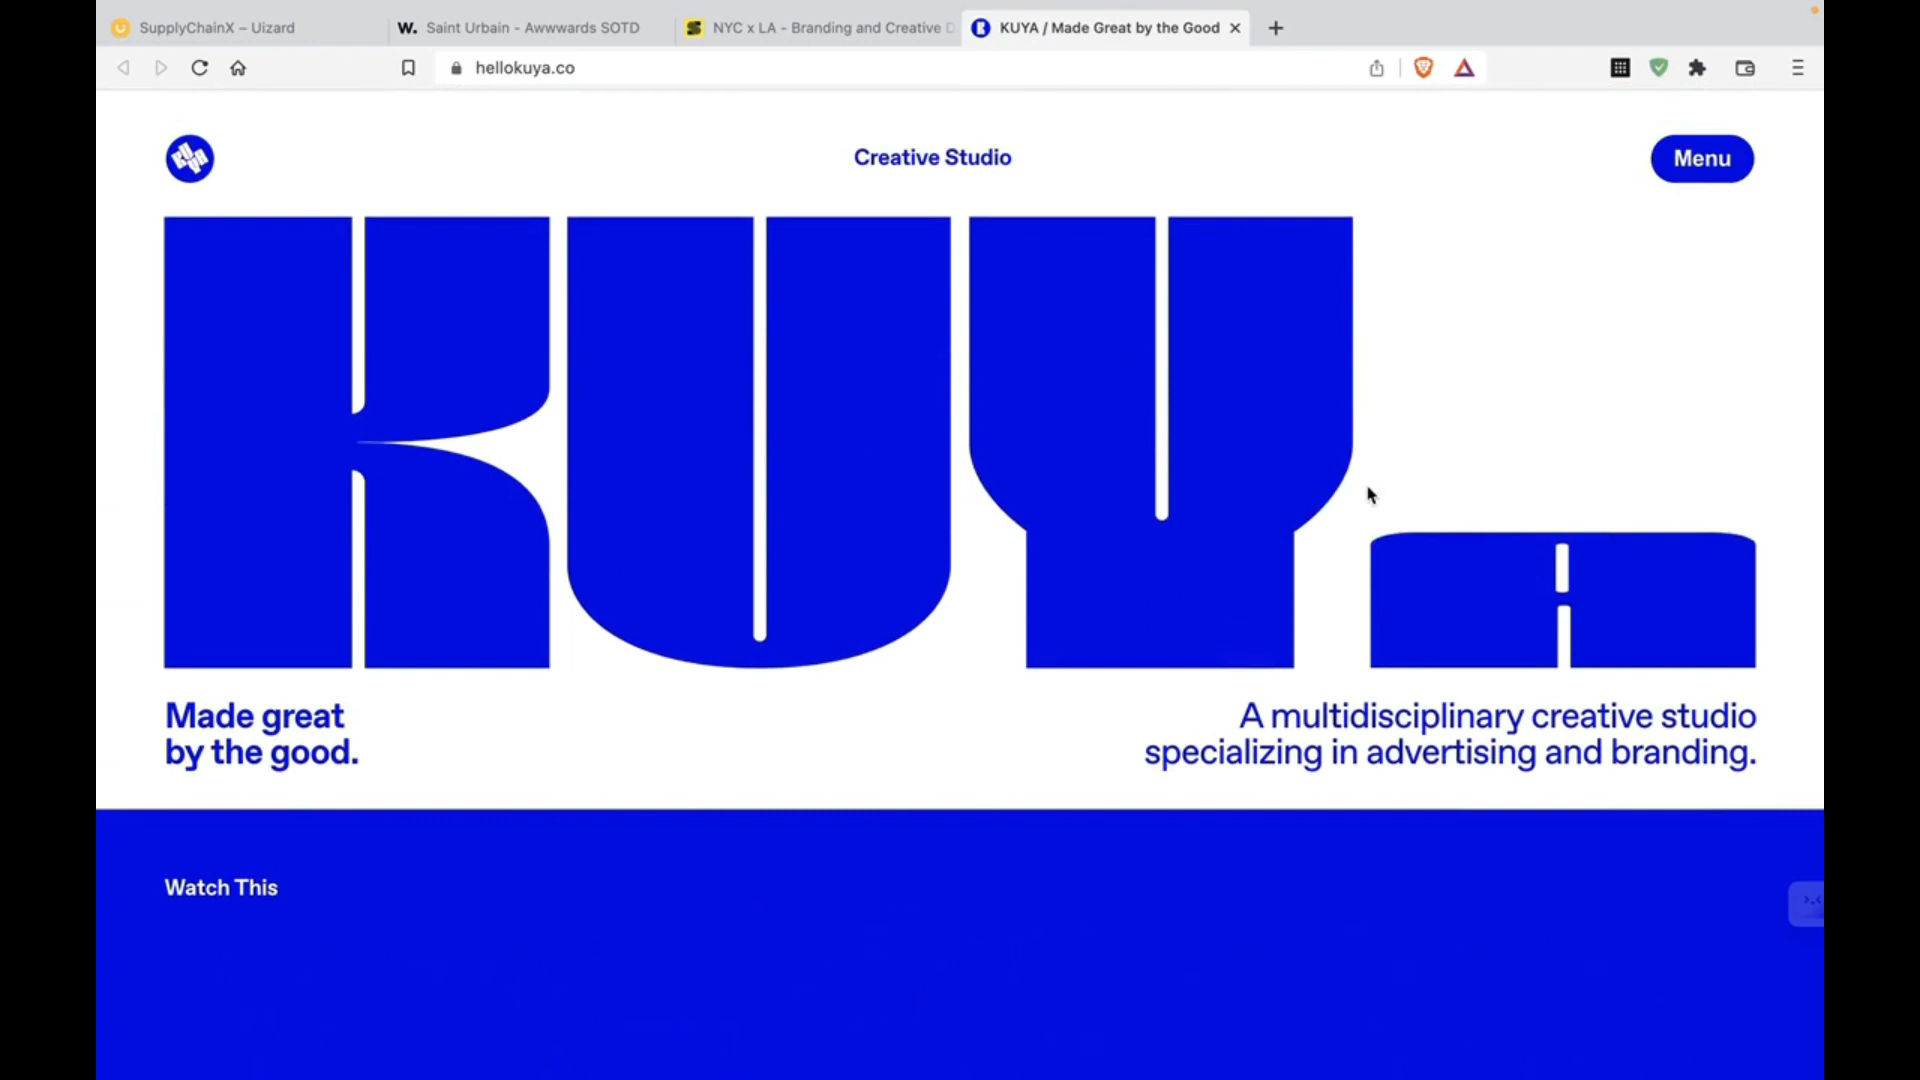 SupplyChainX – Uizard
W. Saint Urbain - Awwwards SOTD
S NYC x LA - Branding and Creative D
KUYA / Made Great by the Good
hellokuya.co
KUYA
Creative Studio
Menu
KUYA
Made great
by the good.
A multidisciplinary creative studio
specializing in advertising and branding.
Watch This